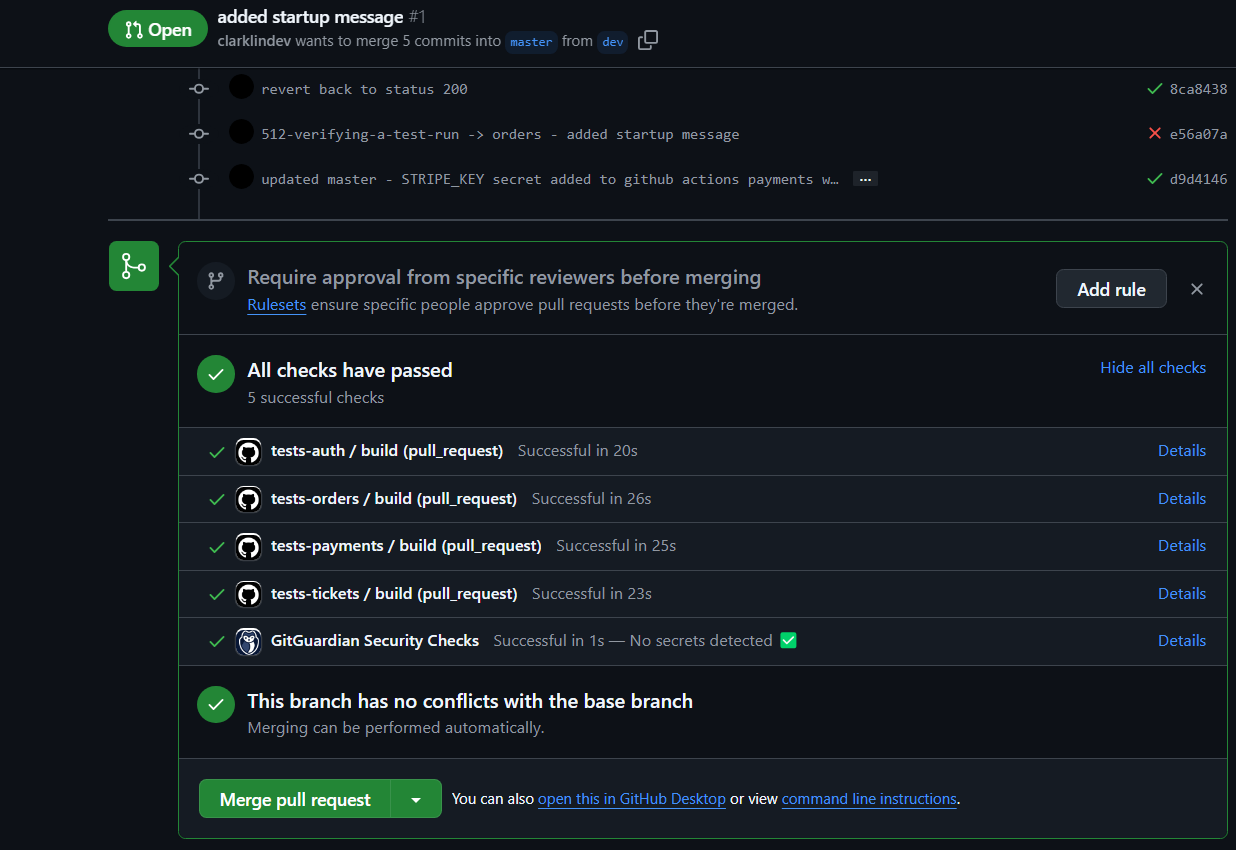 Open
added startup message #1
clarklindev wants to merge 5 commits into master from dev
revert back to status 200 8ca8438
512-verifying-a-test-run -> orders - added startup message e56a07a
updated master - STRIPE_KEY secret added to github actions payments w… … d9d4146
Require approval from specific reviewers before merging
Rulesets ensure specific people approve pull requests before they're merged.
Add rule
All checks have passed
5 successful checks
Hide all checks
tests-auth / build (pull_request) Successful in 20s Details
tests-orders / build (pull_request) Successful in 26s Details
tests-payments / build (pull_request) Successful in 25s Details
tests-tickets / build (pull_request) Successful in 23s Details
GitGuardian Security Checks Successful in 1s — No secrets detected ✅ Details
This branch has no conflicts with the base branch
Merging can be performed automatically.
Merge pull request You can also open this in GitHub Desktop or view command line instructions.